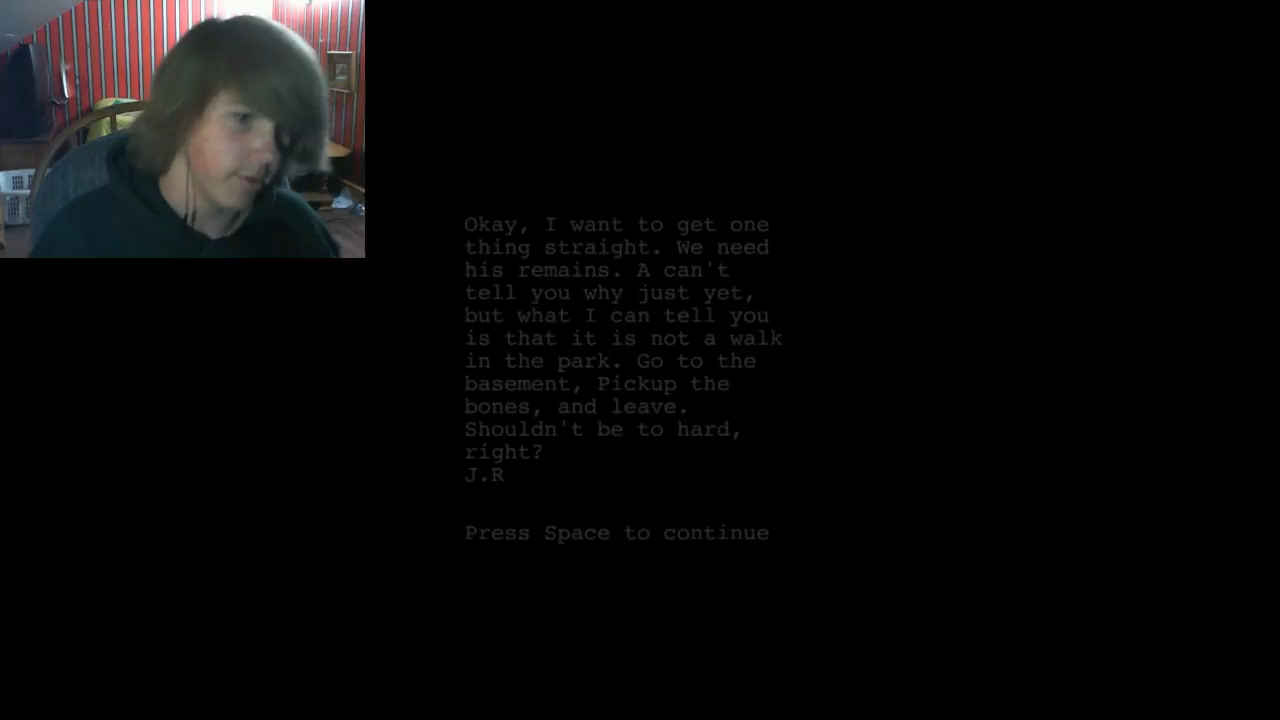 Okay, I want to get one
thing straight. We need
his remains. A can't
tell you why just yet,
but what I can tell you
is that it is not a walk
in the park. Go to the
basement, Pickup the
bones, and leave.
Shouldn't be to hard,
right?
J.R
Press Space to continue